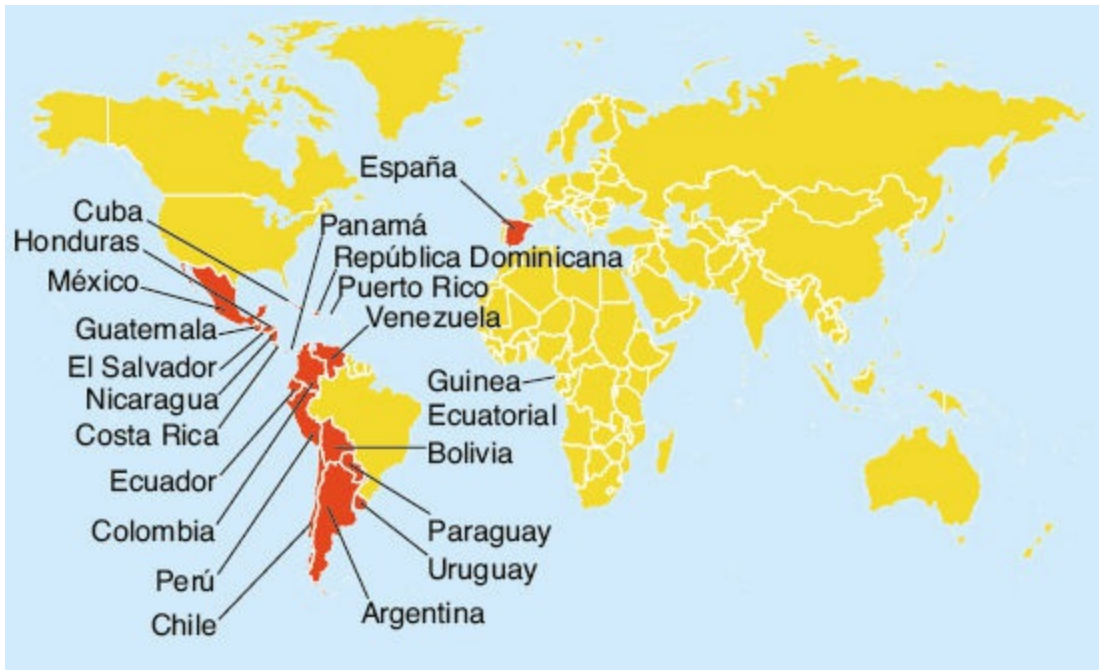 España
Cuba
Panamá
Honduras
República Dominicana
México
Puerto Rico
Venezuela
Guatemala
El Salvador
Guinea
Ecuatorial
Nicaragua
Costa Rica
Bolivia
Ecuador
Colombia
Paraguay
Perú
Uruguay
Chile
Argentina